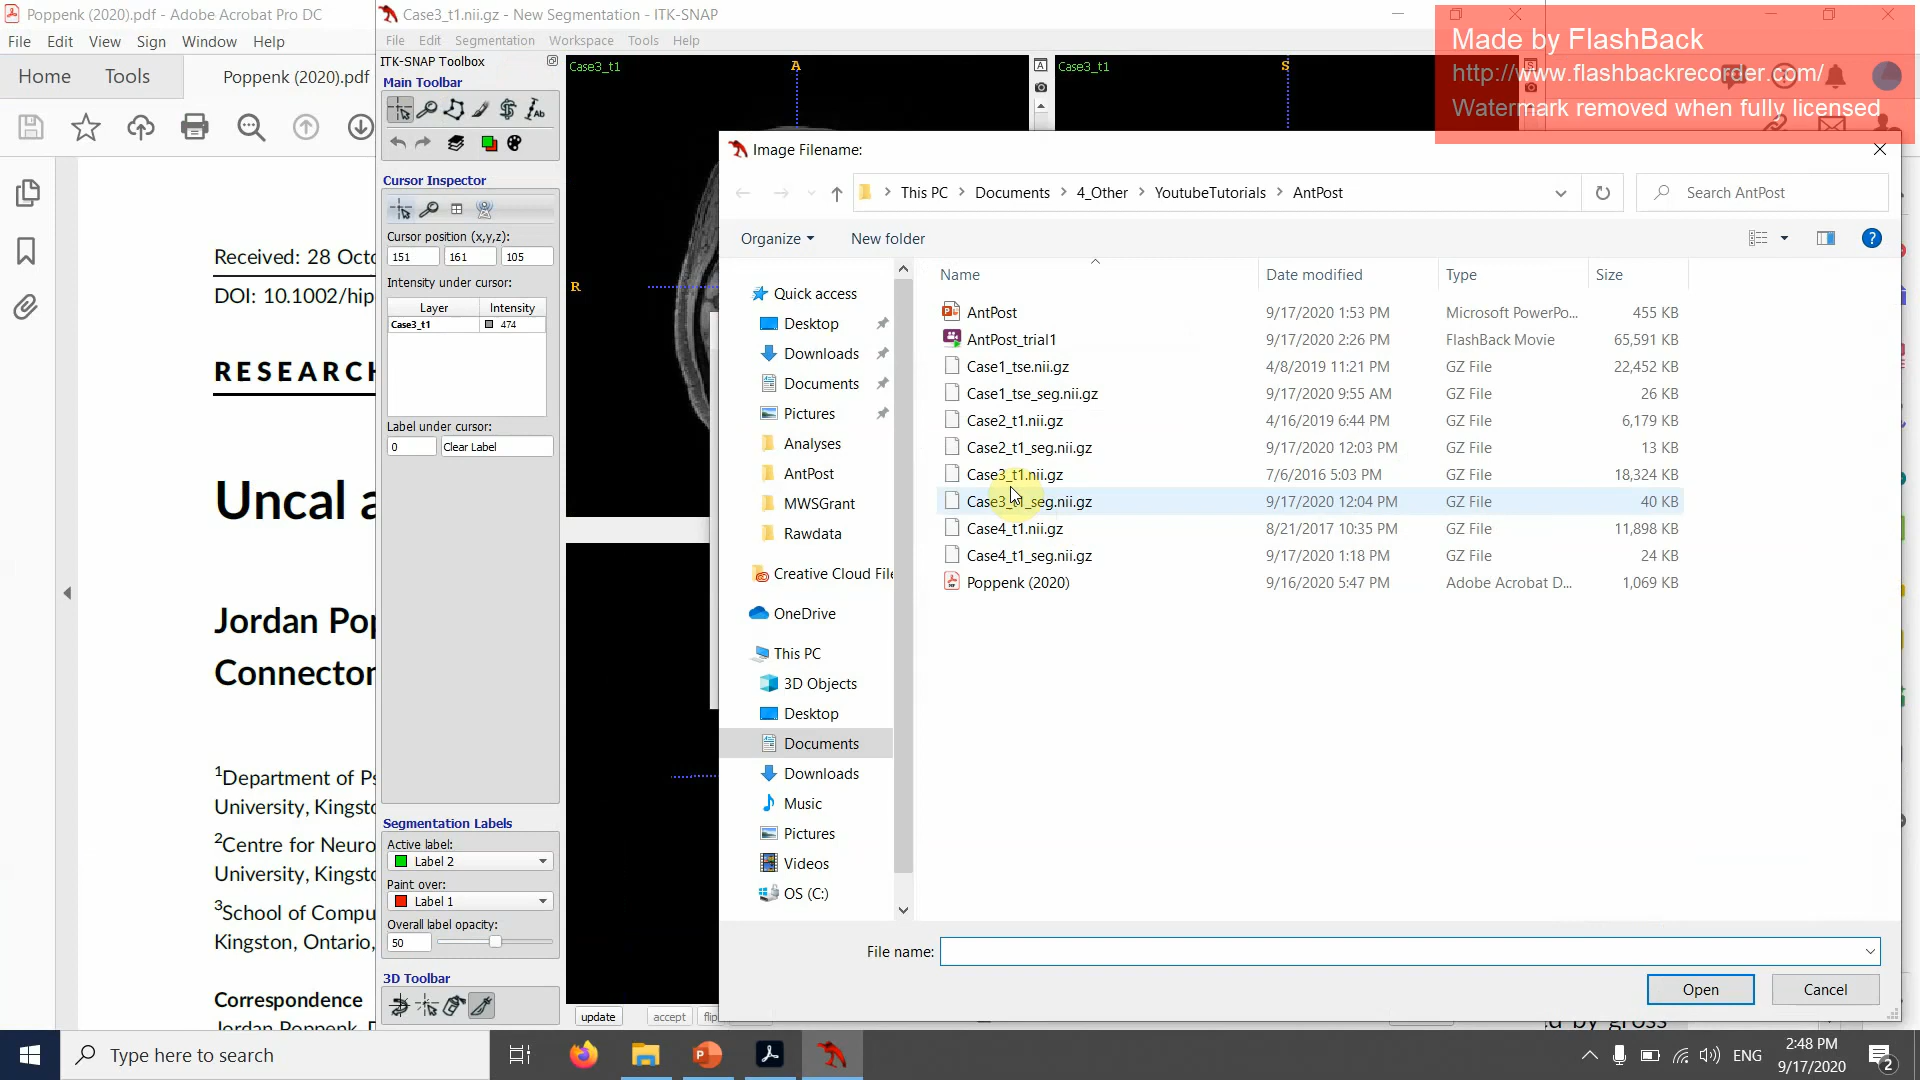 Poppenk (2020).pdf - Adobe Acrobat Pro DC
File Edit View Sign Window Help
Home Tools Poppenk (2020).pdf
Received: 28 Octo
DOI: 10.1002/hip
RESEARCH
Uncal a
Jordan Pop
Connector
1Department of Ps
University, Kingsto
2Centre for Neuro
University, Kingsto
3School of Compu
Kingston, Ontario,
Correspondence
Jordan Poppenk, D
Case3_t1.nii.gz - New Segmentation - ITK-SNAP
File Edit Segmentation Workspace Tools Help
ITK-SNAP Toolbox
Main Toolbar
Cursor Inspector
Cursor position (x,y,z):
151 161 105
Intensity under cursor:
Layer Intensity
Case3_t1 474
Label under cursor:
0 Clear Label
Segmentation Labels
Active label:
Label 2
Paint over:
Label 1
Overall label opacity:
50
3D Toolbar
Case3_t1 A
R
Case3_t1 S
update accept flip
Made by FlashBack
http://www.flashbackrecorder.com/
Watermark removed when fully licensed
Image Filename:
This PC Documents 4_Other YoutubeTutorials AntPost
Search AntPost
Organize New folder
Quick access
Desktop
Downloads
Documents
Pictures
Analyses
AntPost
MWSGrant
Rawdata
Creative Cloud File
OneDrive
This PC
3D Objects
Desktop
Documents
Downloads
Music
Pictures
Videos
OS (C:)
Name Date modified Type Size
AntPost 9/17/2020 1:53 PM Microsoft PowerPo... 455 KB
AntPost_trial1 9/17/2020 2:26 PM FlashBack Movie 65,591 KB
Case1_tse.nii.gz 4/8/2019 11:21 PM GZ File 22,452 KB
Case1_tse_seg.nii.gz 9/17/2020 9:55 AM GZ File 26 KB
Case2_t1.nii.gz 4/16/2019 6:44 PM GZ File 6,179 KB
Case2_t1_seg.nii.gz 9/17/2020 12:03 PM GZ File 13 KB
Case3_t1.nii.gz 7/6/2016 5:03 PM GZ File 18,324 KB
Case3_t1_seg.nii.gz 9/17/2020 12:04 PM GZ File 40 KB
Case4_t1.nii.gz 8/21/2017 10:35 PM GZ File 11,898 KB
Case4_t1_seg.nii.gz 9/17/2020 1:18 PM GZ File 24 KB
Poppenk (2020) 9/16/2020 5:47 PM Adobe Acrobat D... 1,069 KB
File name:
Open Cancel
d by gross
Type here to search
ENG
2:48 PM
9/17/2020
2